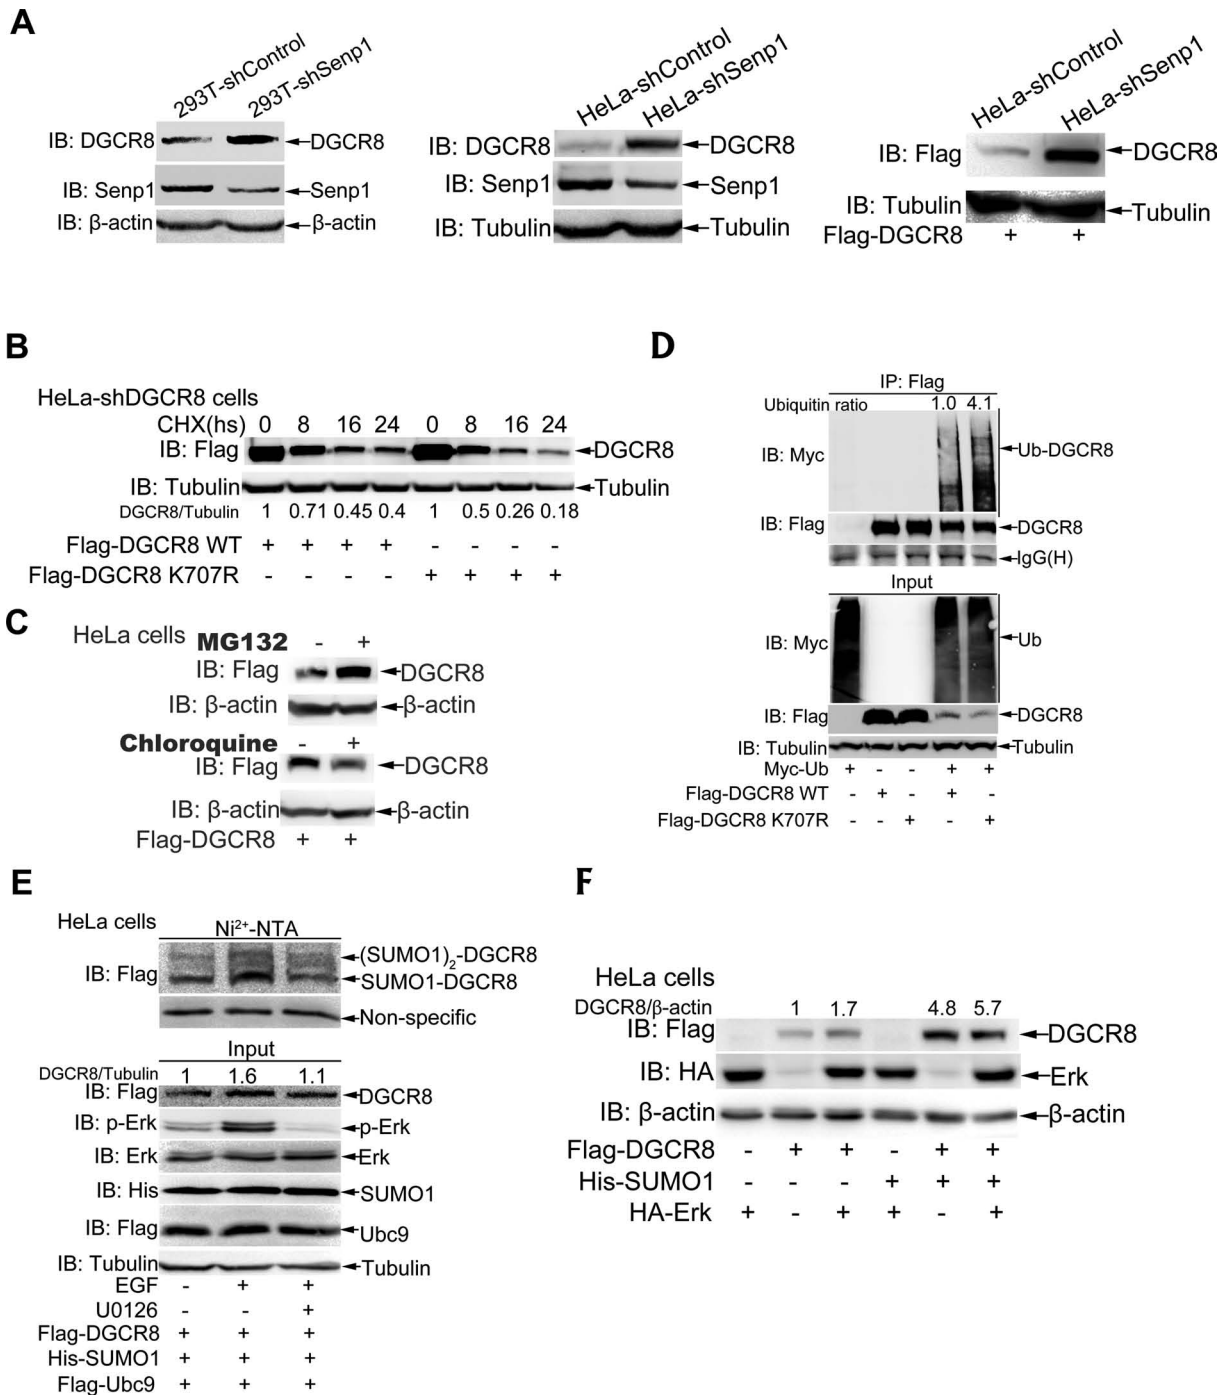 A
293T-shControl
293T-shSenp1
IB: DGCR8 DGCR8
IB: Senp1 Senp1
IB: β-actin β-actin
HeLa-shControl
HeLa-shSenp1
IB: DGCR8 DGCR8
IB: Senp1 Senp1
IB: Tubulin Tubulin
HeLa-shControl
HeLa-shSenp1
IB: Flag DGCR8
IB: Tubulin Tubulin
Flag-DGCR8 + +
B
HeLa-shDGCR8 cells
CHX(hs) 0 8 16 24 0 8 16 24
IB: Flag DGCR8
IB: Tubulin Tubulin
DGCR8/Tubulin 1 0.71 0.45 0.4 1 0.5 0.26 0.18
Flag-DGCR8 WT + + + + - - - -
Flag-DGCR8 K707R - - - - + + + +
C
HeLa cells MG132 - +
IB: Flag DGCR8
IB: β-actin β-actin
Chloroquine - +
IB: Flag DGCR8
IB: β-actin β-actin
Flag-DGCR8 + +
D
IP: Flag
Ubiquitin ratio 1.0 4.1
IB: Myc Ub-DGCR8
IB: Flag DGCR8
IgG(H)
Input
IB: Myc Ub
IB: Flag DGCR8
IB: Tubulin Tubulin
Myc-Ub + - - + +
Flag-DGCR8 WT - + - + -
Flag-DGCR8 K707R - - + - +
E
HeLa cells
Ni²⁺-NTA
(SUMO1)₂-DGCR8
IB: Flag SUMO1-DGCR8
Non-specific
Input
DGCR8/Tubulin 1 1.6 1.1
IB: Flag DGCR8
IB: p-Erk p-Erk
IB: Erk Erk
IB: His SUMO1
IB: Flag Ubc9
IB: Tubulin Tubulin
EGF - + +
U0126 - - +
Flag-DGCR8 + + +
His-SUMO1 + + +
Flag-Ubc9 + + +
F
HeLa cells
DGCR8/β-actin 1 1.7 4.8 5.7
IB: Flag DGCR8
IB: HA Erk
IB: β-actin β-actin
Flag-DGCR8 - + + - + +
His-SUMO1 - - - + + +
HA-Erk + - + + - +